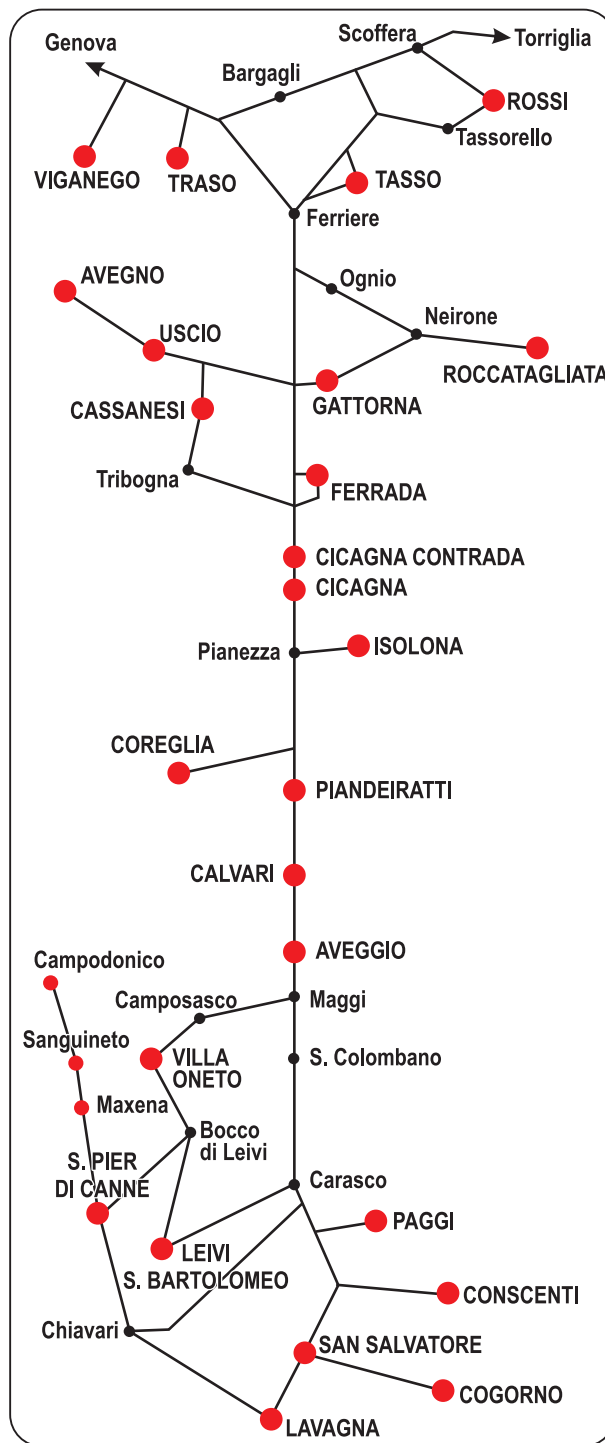 Scoffera
Genova
Torriglia
Bargagli
ROSSI
Tassorello
VIGANEGO
TRASO
TASSO
Ferriere
AVEGNO
Ognio
Neirone
USCIO
ROCCATAGLIATA
CASSANESI
GATTORNA
Tribogna
FERRADA
CICAGNA CONTRADA
CICAGNA
Pianezza
ISOLONA
COREGLIA
PIANDEIRATTI
CALVARI
AVEGGIO
Campodonico
Camposasco
Maggi
Sanguineto
VILLA
ONETO
S. Colombano
Maxena
Bocco
di Leivi
S. PIER
DI CANNE
Carasco
PAGGI
LEIVI
S. BARTOLOMEO
CONSCENTI
Chiavari
SAN SALVATORE
COGORNO
LAVAGNA